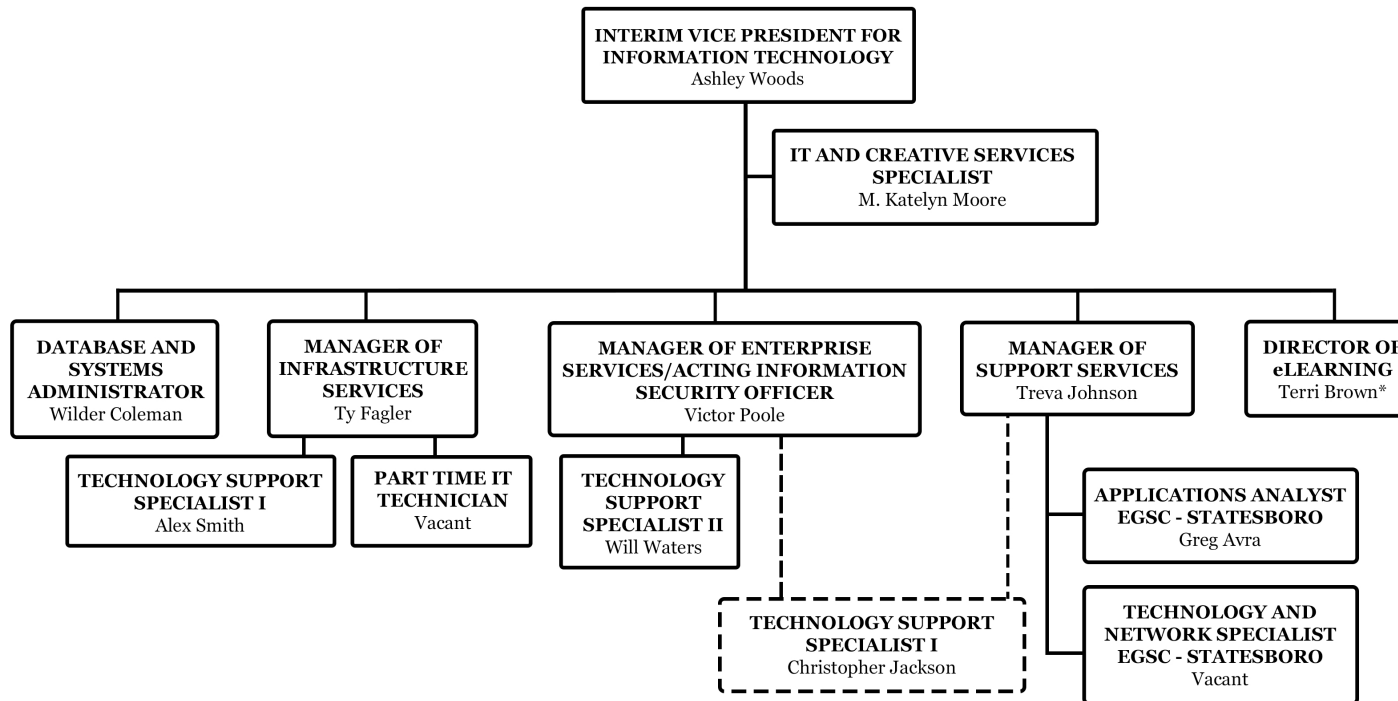 INTERIM VICE PRESIDENT FOR
INFORMATION TECHNOLOGY
Ashley Woods
IT AND CREATIVE SERVICES
SPECIALIST
M. Katelyn Moore
DATABASE AND
SYSTEMS
ADMINISTRATOR
Wilder Coleman
MANAGER OF
INFRASTRUCTURE
SERVICES
Ty Fagler
MANAGER OF ENTERPRISE
SERVICES/ACTING INFORMATION
SECURITY OFFICER
Victor Poole
MANAGER OF
SUPPORT SERVICES
Treva Johnson
DIRECTOR OF
eLEARNING
Terri Brown*
TECHNOLOGY SUPPORT
SPECIALIST I
Alex Smith
PART TIME IT
TECHNICIAN
Vacant
TECHNOLOGY
SUPPORT
SPECIALIST II
Will Waters
APPLICATIONS ANALYST
EGSC - STATESBORO
Greg Avra
TECHNOLOGY SUPPORT
SPECIALIST I
Christopher Jackson
TECHNOLOGY AND
NETWORK SPECIALIST
EGSC - STATESBORO
Vacant